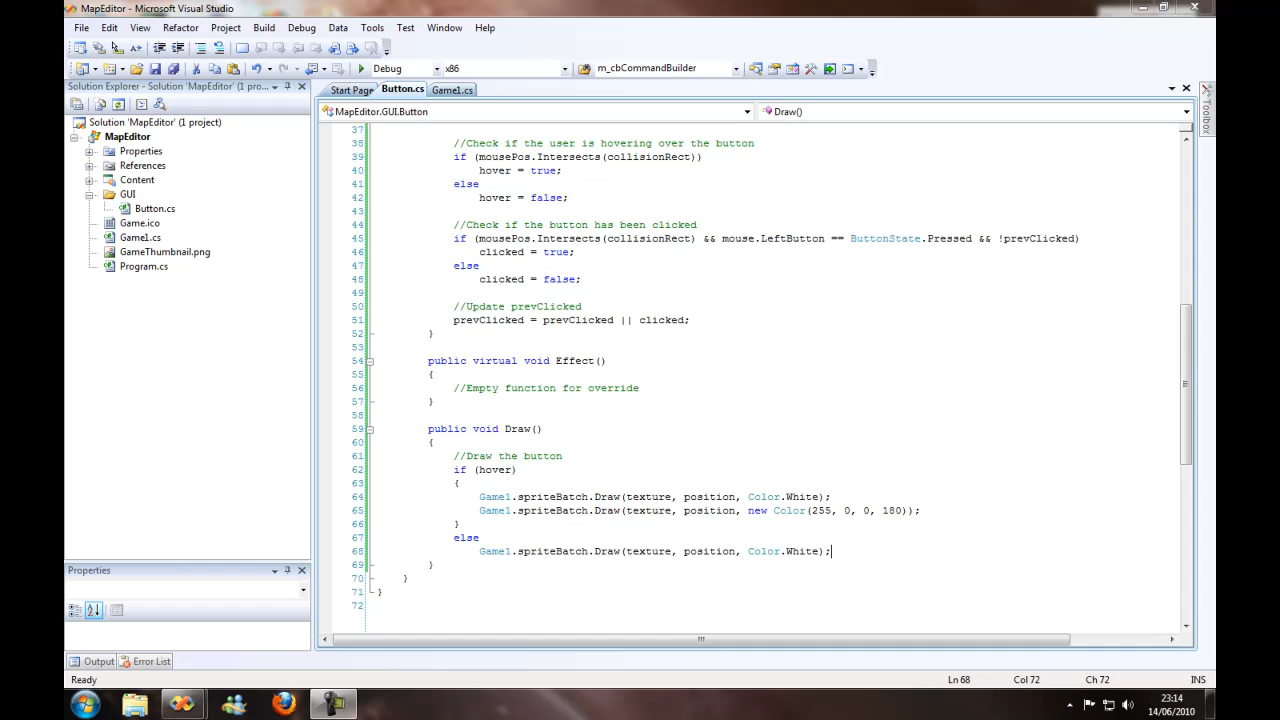 MapEditor - Microsoft Visual Studio
File Edit View Refactor Project Build Debug Data Tools Test Window Help
Debug x86 m_cbCommandBuilder
Solution Explorer - Solution 'MapEditor' (1 pro...
Start Page Button.cs Game1.cs
MapEditor.GUI.Button Draw()
Toolbox
Solution 'MapEditor' (1 project)
MapEditor
Properties
References
Content
GUI
Button.cs
Game.ico
Game1.cs
GameThumbnail.png
Program.cs
37
38 //Check if the user is hovering over the button
39 if (mousePos.Intersects(collisionRect))
40 hover = true;
41 else
42 hover = false;
43
44 //Check if the button has been clicked
45 if (mousePos.Intersects(collisionRect) && mouse.LeftButton == ButtonState.Pressed && !prevClicked)
46 clicked = true;
47 else
48 clicked = false;
49
50 //Update prevClicked
51 prevClicked = prevClicked || clicked;
52 }
53
54 public virtual void Effect()
55 {
56 //Empty function for override
57 }
58
59 public void Draw()
60 {
61 //Draw the button
62 if (hover)
63 {
64 Game1.spriteBatch.Draw(texture, position, Color.White);
65 Game1.spriteBatch.Draw(texture, position, new Color(255, 0, 0, 180));
66 }
67 else
68 Game1.spriteBatch.Draw(texture, position, Color.White);
69 }
70 }
71 }
72
Properties
Output Error List
Ready Ln 68 Col 72 Ch 72 INS
23:14
14/06/2010